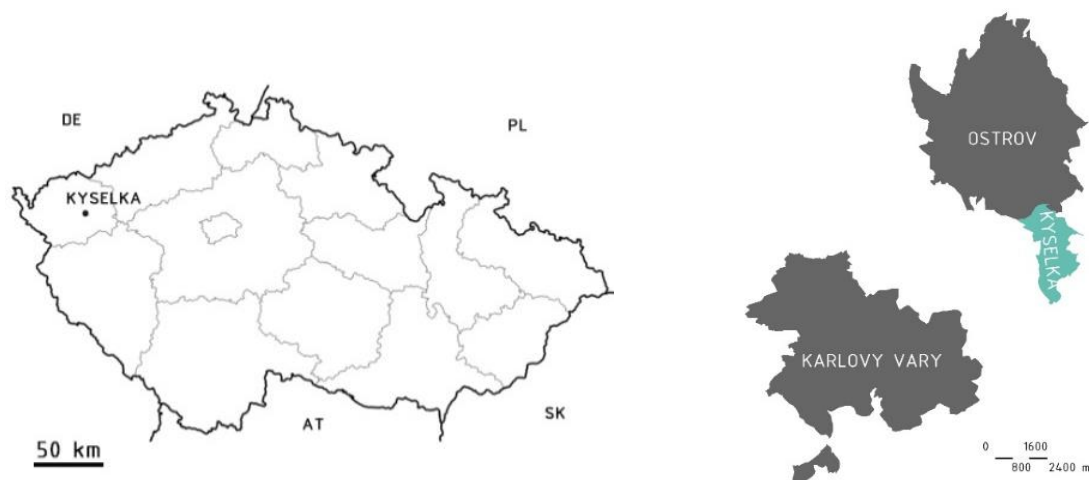 DE
PL
KYSELKA
AT
SK
50 km
OSTROV
KYSELKA
KARLOVY VARY
0 1600
800 2400 m